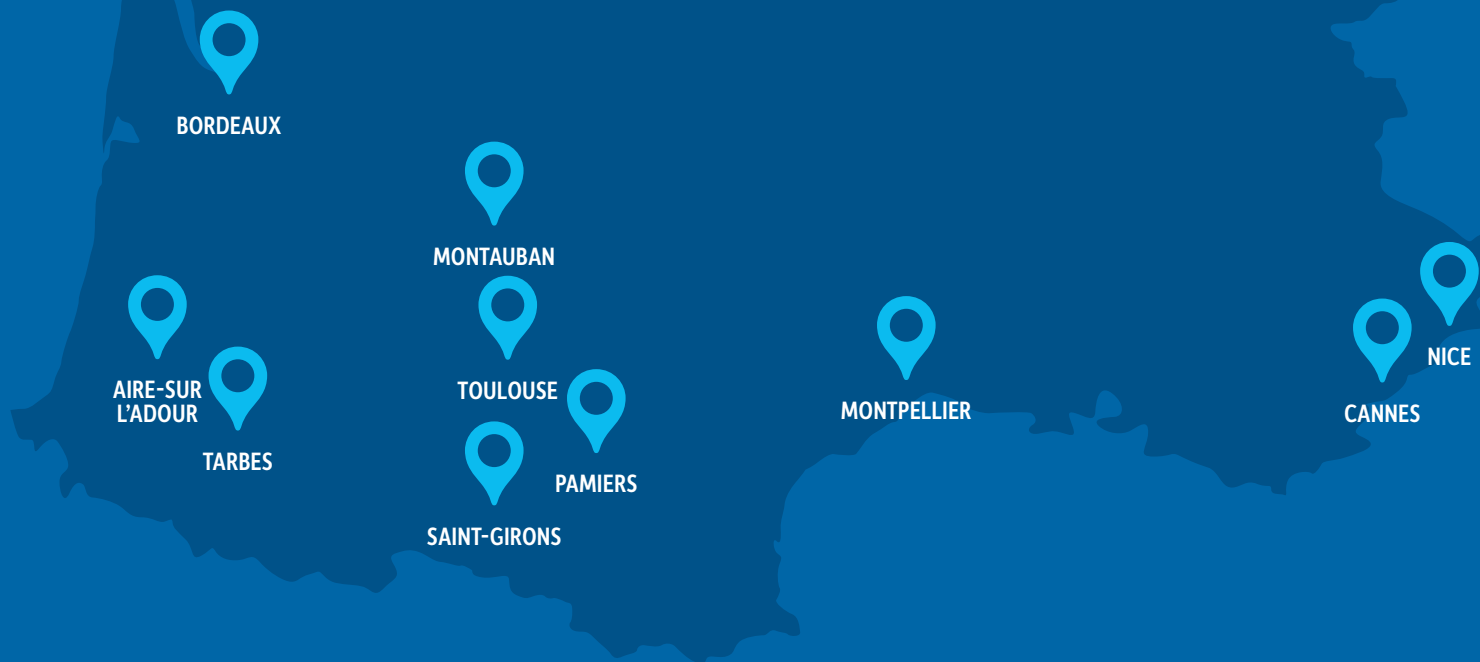 BORDEAUX
MONTAUBAN
AIRE-SUR
L'ADOUR
TARBES
TOULOUSE
PAMIERS
SAINT-GIRONS
MONTPELLIER
CANNES
NICE